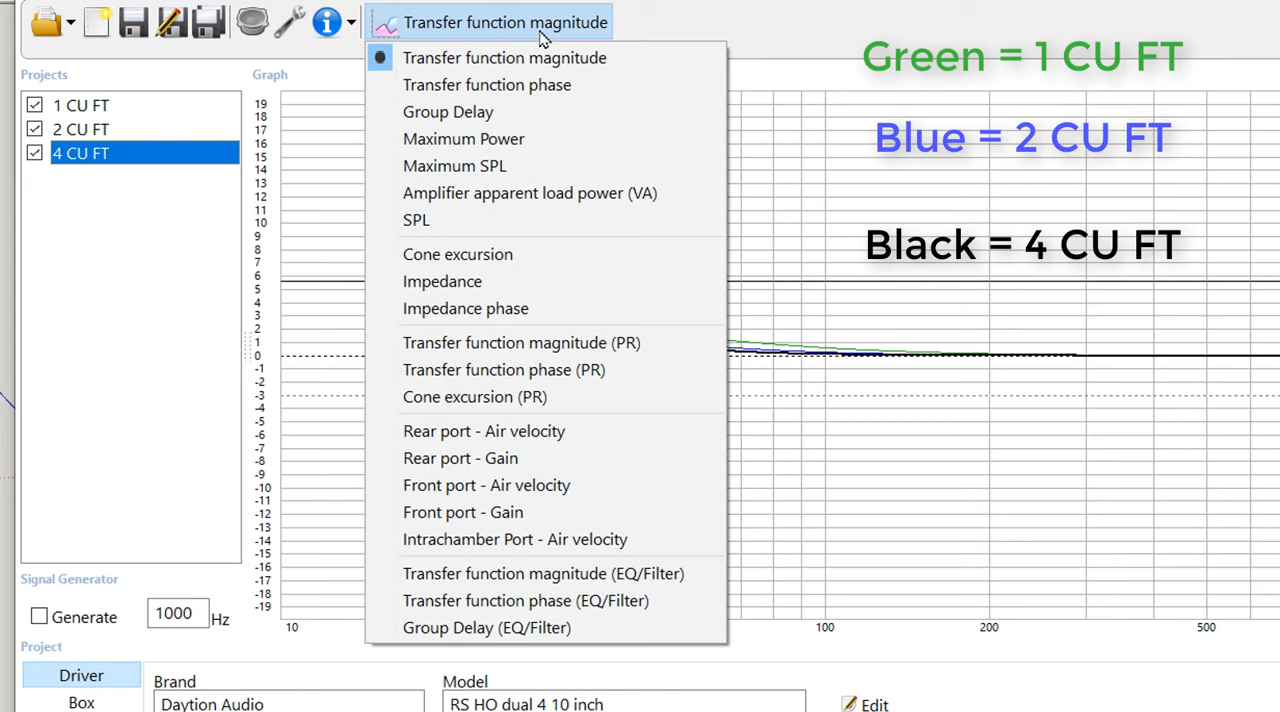 Transfer function magnitude
Projects
1 CU FT
2 CU FT
4 CU FT
Graph
Transfer function magnitude
Transfer function phase
Group Delay
Maximum Power
Maximum SPL
Amplifier apparent load power (VA)
SPL
Cone excursion
Impedance
Impedance phase
Transfer function magnitude (PR)
Transfer function phase (PR)
Cone excursion (PR)
Rear port - Air velocity
Rear port - Gain
Front port - Air velocity
Front port - Gain
Intrachamber Port - Air velocity
Transfer function magnitude (EQ/Filter)
Transfer function phase (EQ/Filter)
Group Delay (EQ/Filter)
Green = 1 CU FT
Blue = 2 CU FT
Black = 4 CU FT
19
18
17
16
15
14
13
12
11
10
9
8
7
6
5
4
3
2
1
0
-1
-2
-3
-4
-5
-6
-7
-8
-9
-10
-11
-12
-13
-14
-15
-16
-17
-18
-19
10
100
200
500
Signal Generator
Generate
1000
Hz
Project
Driver
Box
Brand
Daytion Audio
Model
RS HO dual 4 10 inch
Edit